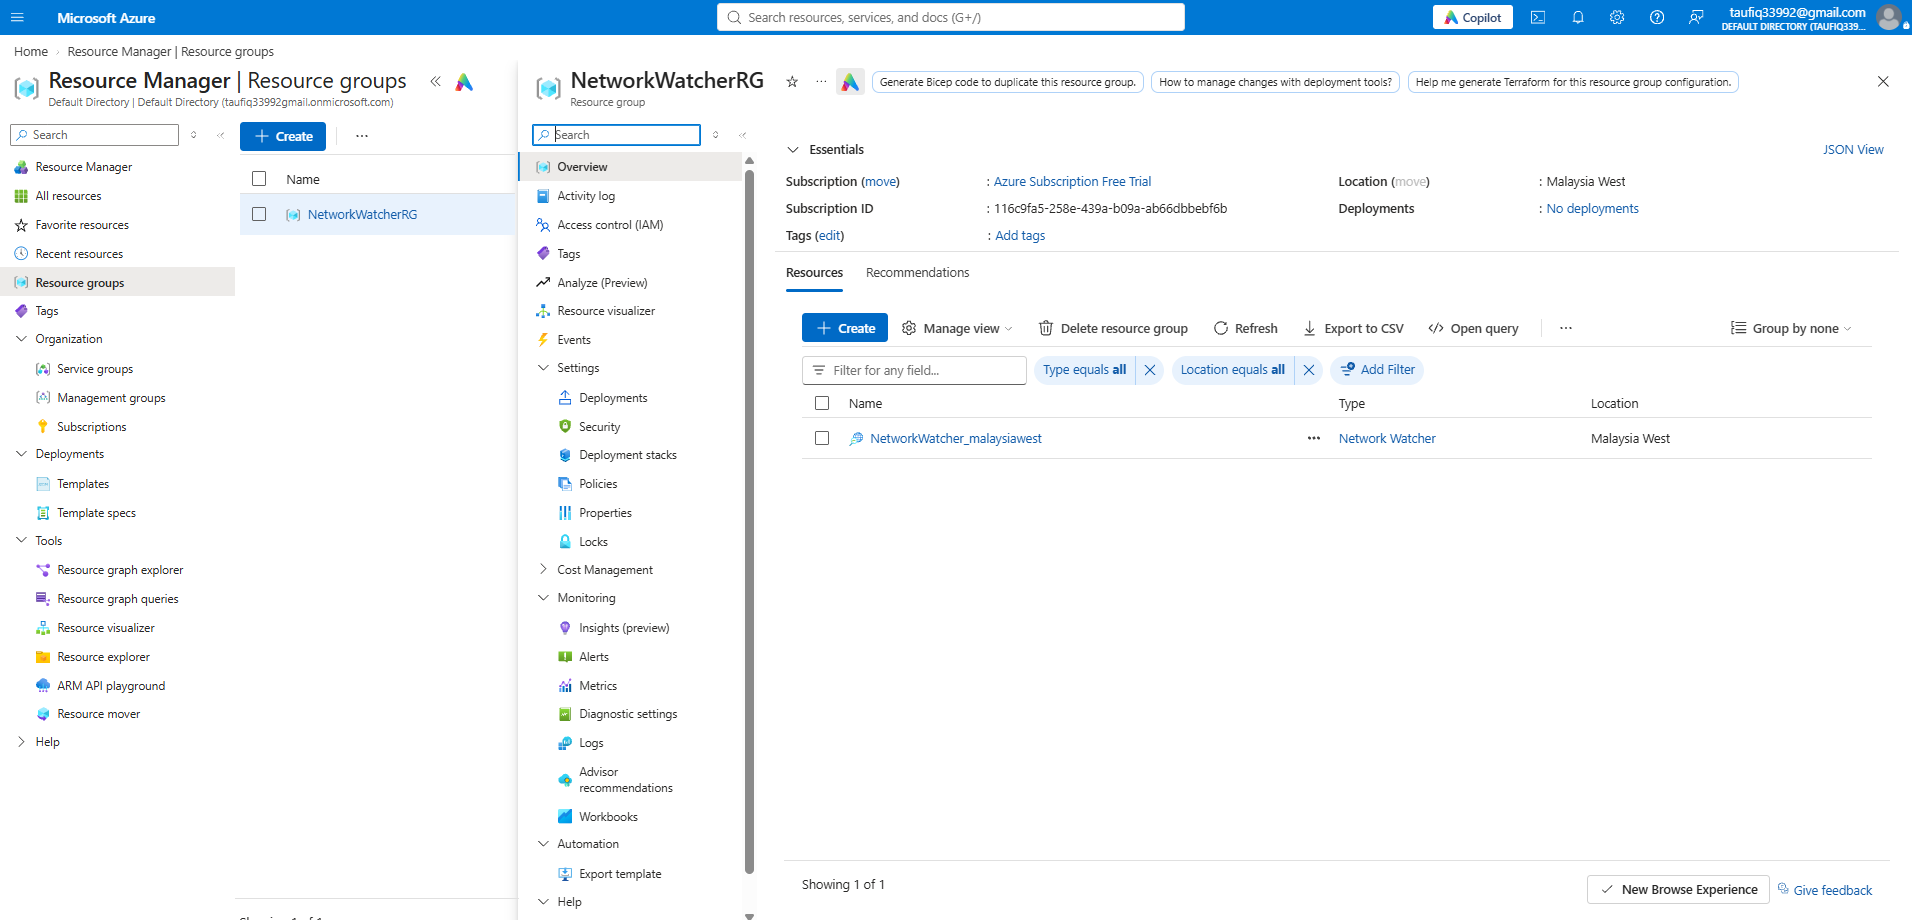 Microsoft Azure
Search resources, services, and docs (G+/)
Copilot
taufiq33992@gmail.com
DEFAULT DIRECTORY (TAUFIQ339...
Home › Resource Manager | Resource groups
Resource Manager | Resource groups
Default Directory | Default Directory (taufiq33992gmail.onmicrosoft.com)
Search
Resource Manager
All resources
Favorite resources
Recent resources
Resource groups
Tags
Organization
Service groups
Management groups
Subscriptions
Deployments
Templates
Template specs
Tools
Resource graph explorer
Resource graph queries
Resource visualizer
Resource explorer
ARM API playground
Resource mover
Help
+ Create ...
Name
NetworkWatcherRG
NetworkWatcherRG
Resource group
Generate Bicep code to duplicate this resource group.
How to manage changes with deployment tools?
Help me generate Terraform for this resource group configuration.
Search
Overview
Activity log
Access control (IAM)
Tags
Analyze (Preview)
Resource visualizer
Events
Settings
Deployments
Security
Deployment stacks
Policies
Properties
Locks
Cost Management
Monitoring
Insights (preview)
Alerts
Metrics
Diagnostic settings
Logs
Advisor
recommendations
Workbooks
Automation
Export template
Help
Essentials
JSON View
Subscription (move) : Azure Subscription Free Trial
Location (move) : Malaysia West
Subscription ID : 116c9fa5-258e-439a-b09a-ab66dbbebf6b
Deployments : No deployments
Tags (edit) : Add tags
Resources Recommendations
+ Create Manage view Delete resource group Refresh Export to CSV Open query ... Group by none
Filter for any field... Type equals all Location equals all Add Filter
Name Type Location
NetworkWatcher_malaysiawest ... Network Watcher Malaysia West
Showing 1 of 1
New Browse Experience
Give feedback